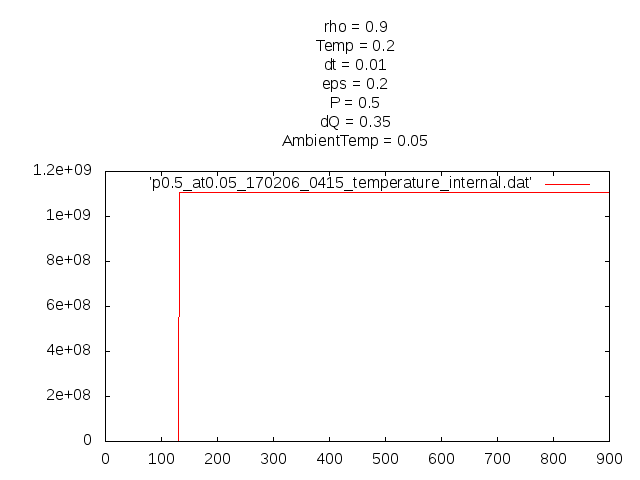 rho = 0.9
Temp = 0.2
dt = 0.01
eps = 0.2
P = 0.5
dQ = 0.35
AmbientTemp = 0.05
1.2e+09
'p0.5_at0.05_170206_0415_temperature_internal.dat'
1e+09
8e+08
6e+08
4e+08
2e+08
0
0 100 200 300 400 500 600 700 800 900